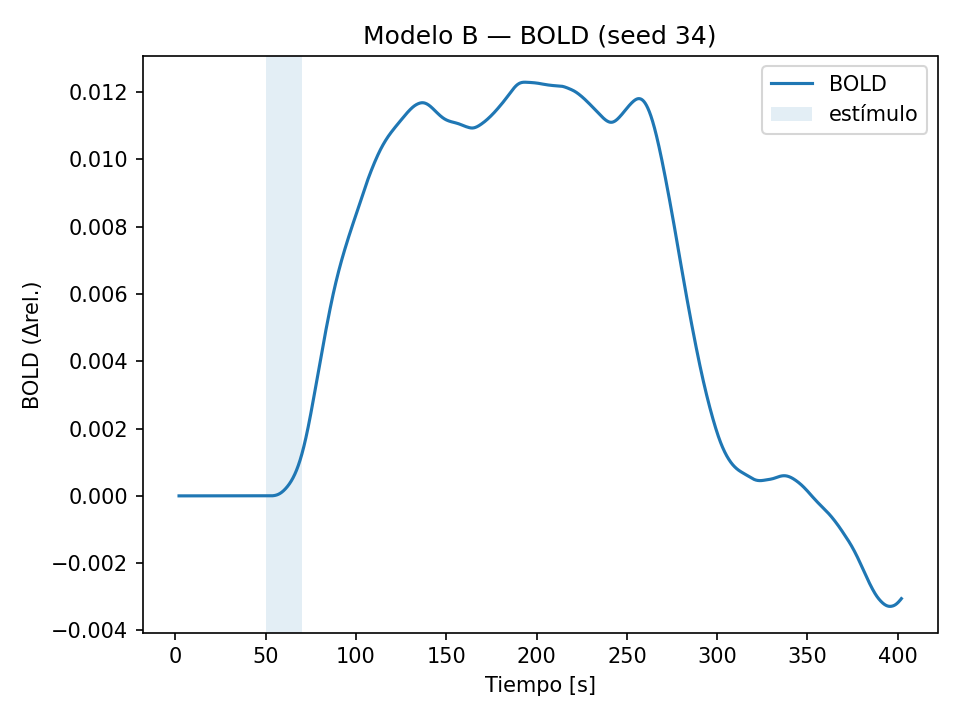 Modelo B — BOLD (seed 34)
BOLD
estímulo
BOLD (Δrel.)
0.012
0.010
0.008
0.006
0.004
0.002
0.000
−0.002
−0.004
0 50 100 150 200 250 300 350 400
Tiempo [s]